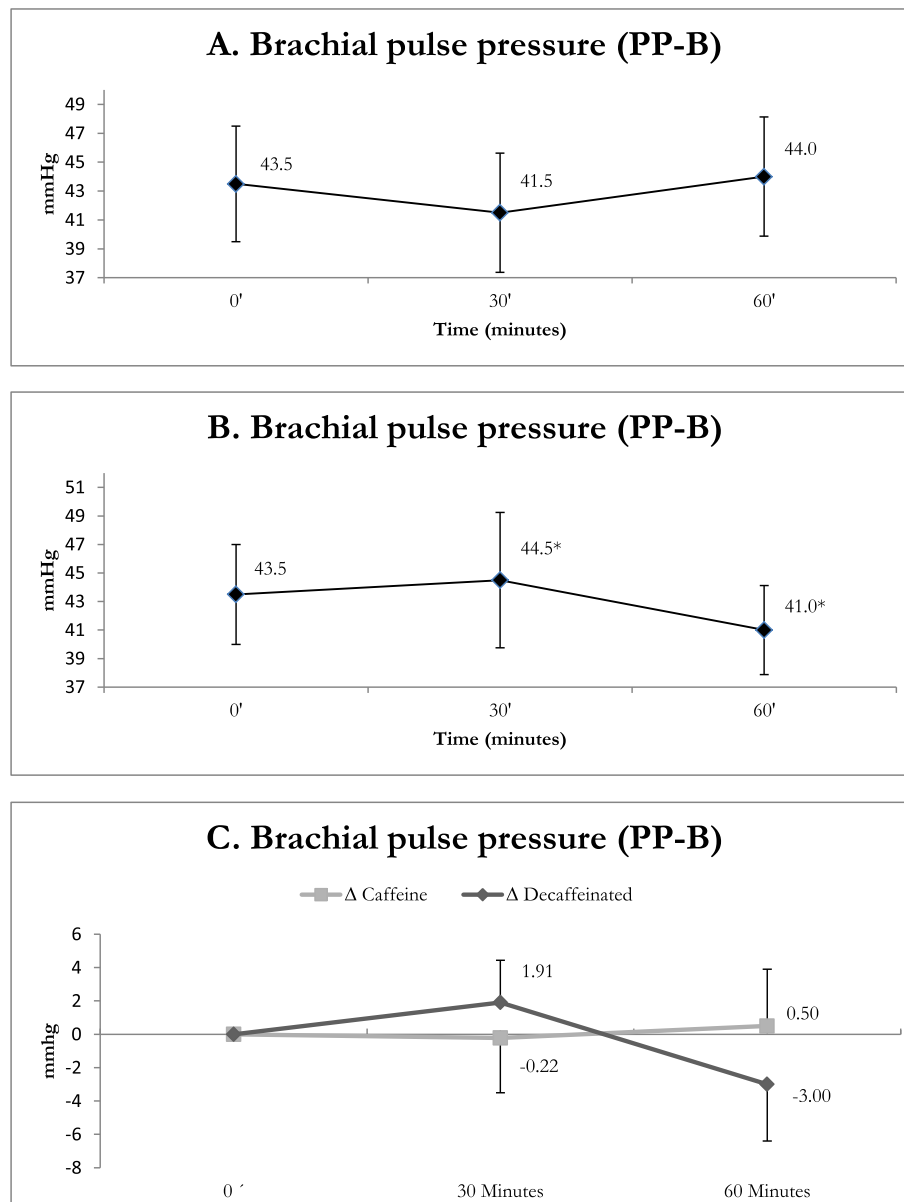 A. Brachial pulse pressure (PP-B)
49
47
45
43
41
39
37
mmHg
43.5
41.5
44.0
0' 30' 60'
Time (minutes)
B. Brachial pulse pressure (PP-B)
51
49
47
45
43
41
39
37
mmHg
43.5
44.5*
41.0*
0' 30' 60'
Time (minutes)
C. Brachial pulse pressure (PP-B)
Δ Caffeine Δ Decaffeinated
6
4
2
0
-2
-4
-6
-8
mmhg
1.91
-0.22
0.50
-3.00
0 ´ 30 Minutes 60 Minutes